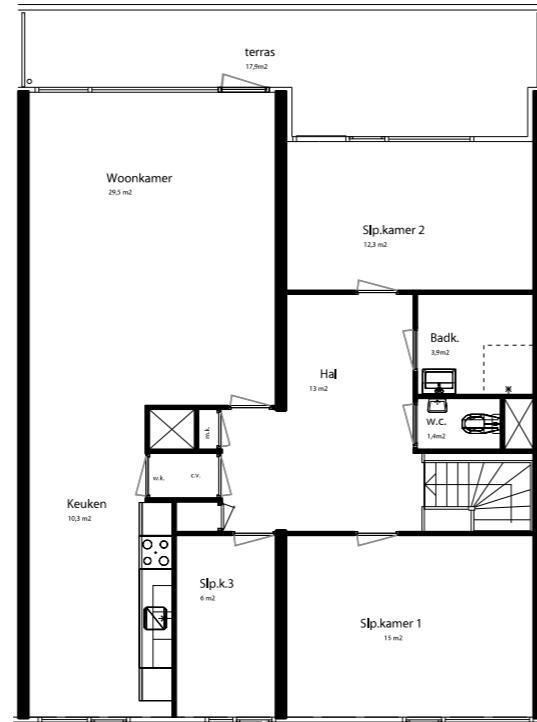 terras
17,9m2
Woonkamer
29,5 m2
Slp.kamer 2
12,3 m2
Badk.
3,9m2
Hal
13 m2
w.c.
1,4m2
m.k.
w.k.
c.v.
Keuken
10,3 m2
Slp.k.3
6 m2
Slp.kamer 1
15 m2